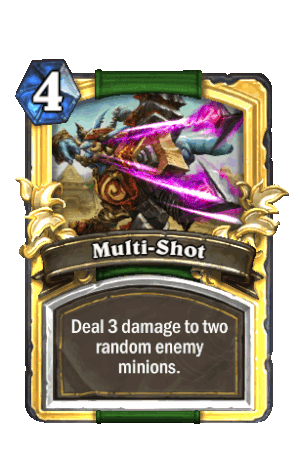 4
Multi-Shot
Deal 3 damage to two
random enemy
minions.